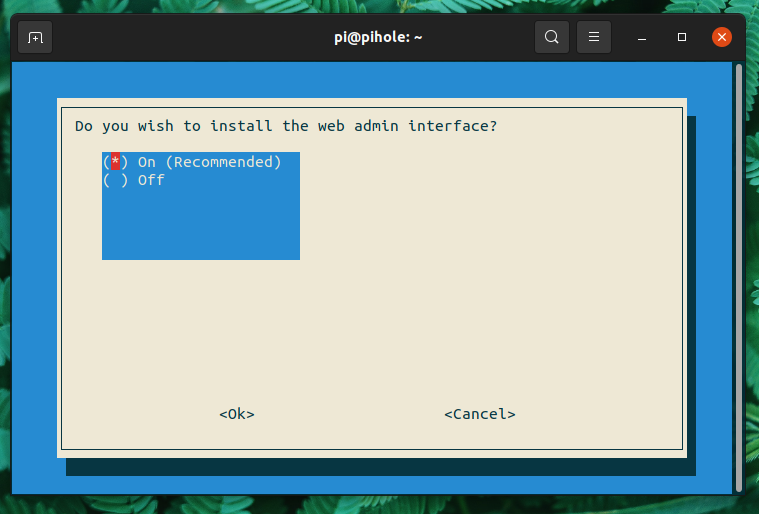 pi@pihole: ~
Do you wish to install the web admin interface?
(*) On (Recommended)
( ) Off
<Ok> <Cancel>